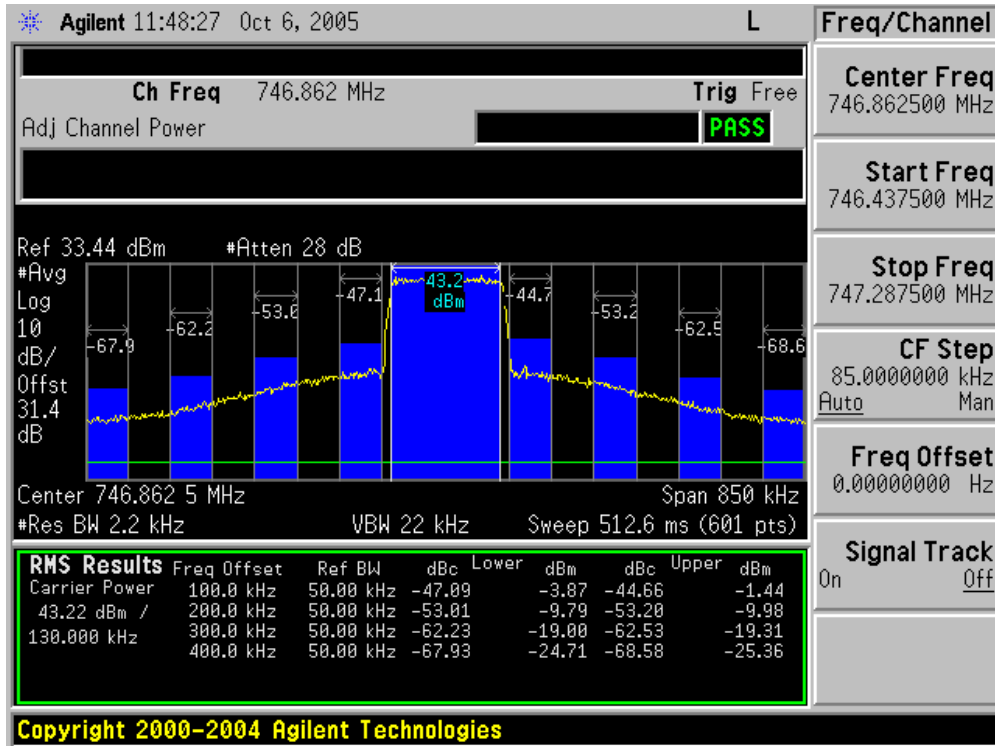 Agilent 11:48:27 Oct 6, 2005 L
Freq/Channel
Ch Freq 746.862 MHz Trig Free
Adj Channel Power PASS
Center Freq
746.862500 MHz
Start Freq
746.437500 MHz
Stop Freq
747.287500 MHz
CF Step
85.0000000 kHz
Auto Man
Freq Offset
0.00000000 Hz
Signal Track
On Off
Ref 33.44 dBm #Atten 28 dB
#Avg
Log
10
dB/
Offst
31.4
dB
-67.9 -62.2 -53.0 -47.1 43.2 dBm -44.7 -53.2 -62.5 -68.6
Center 746.862 5 MHz Span 850 kHz
#Res BW 2.2 kHz VBW 22 kHz Sweep 512.6 ms (601 pts)
RMS Results Freq Offset Ref BW dBc Lower dBm dBc Upper dBm
Carrier Power 100.0 kHz 50.00 kHz -47.09 -3.87 -44.66 -1.44
43.22 dBm / 200.0 kHz 50.00 kHz -53.01 -9.79 -53.20 -9.98
130.000 kHz 300.0 kHz 50.00 kHz -62.23 -19.00 -62.53 -19.31
400.0 kHz 50.00 kHz -67.93 -24.71 -68.58 -25.36
Copyright 2000-2004 Agilent Technologies